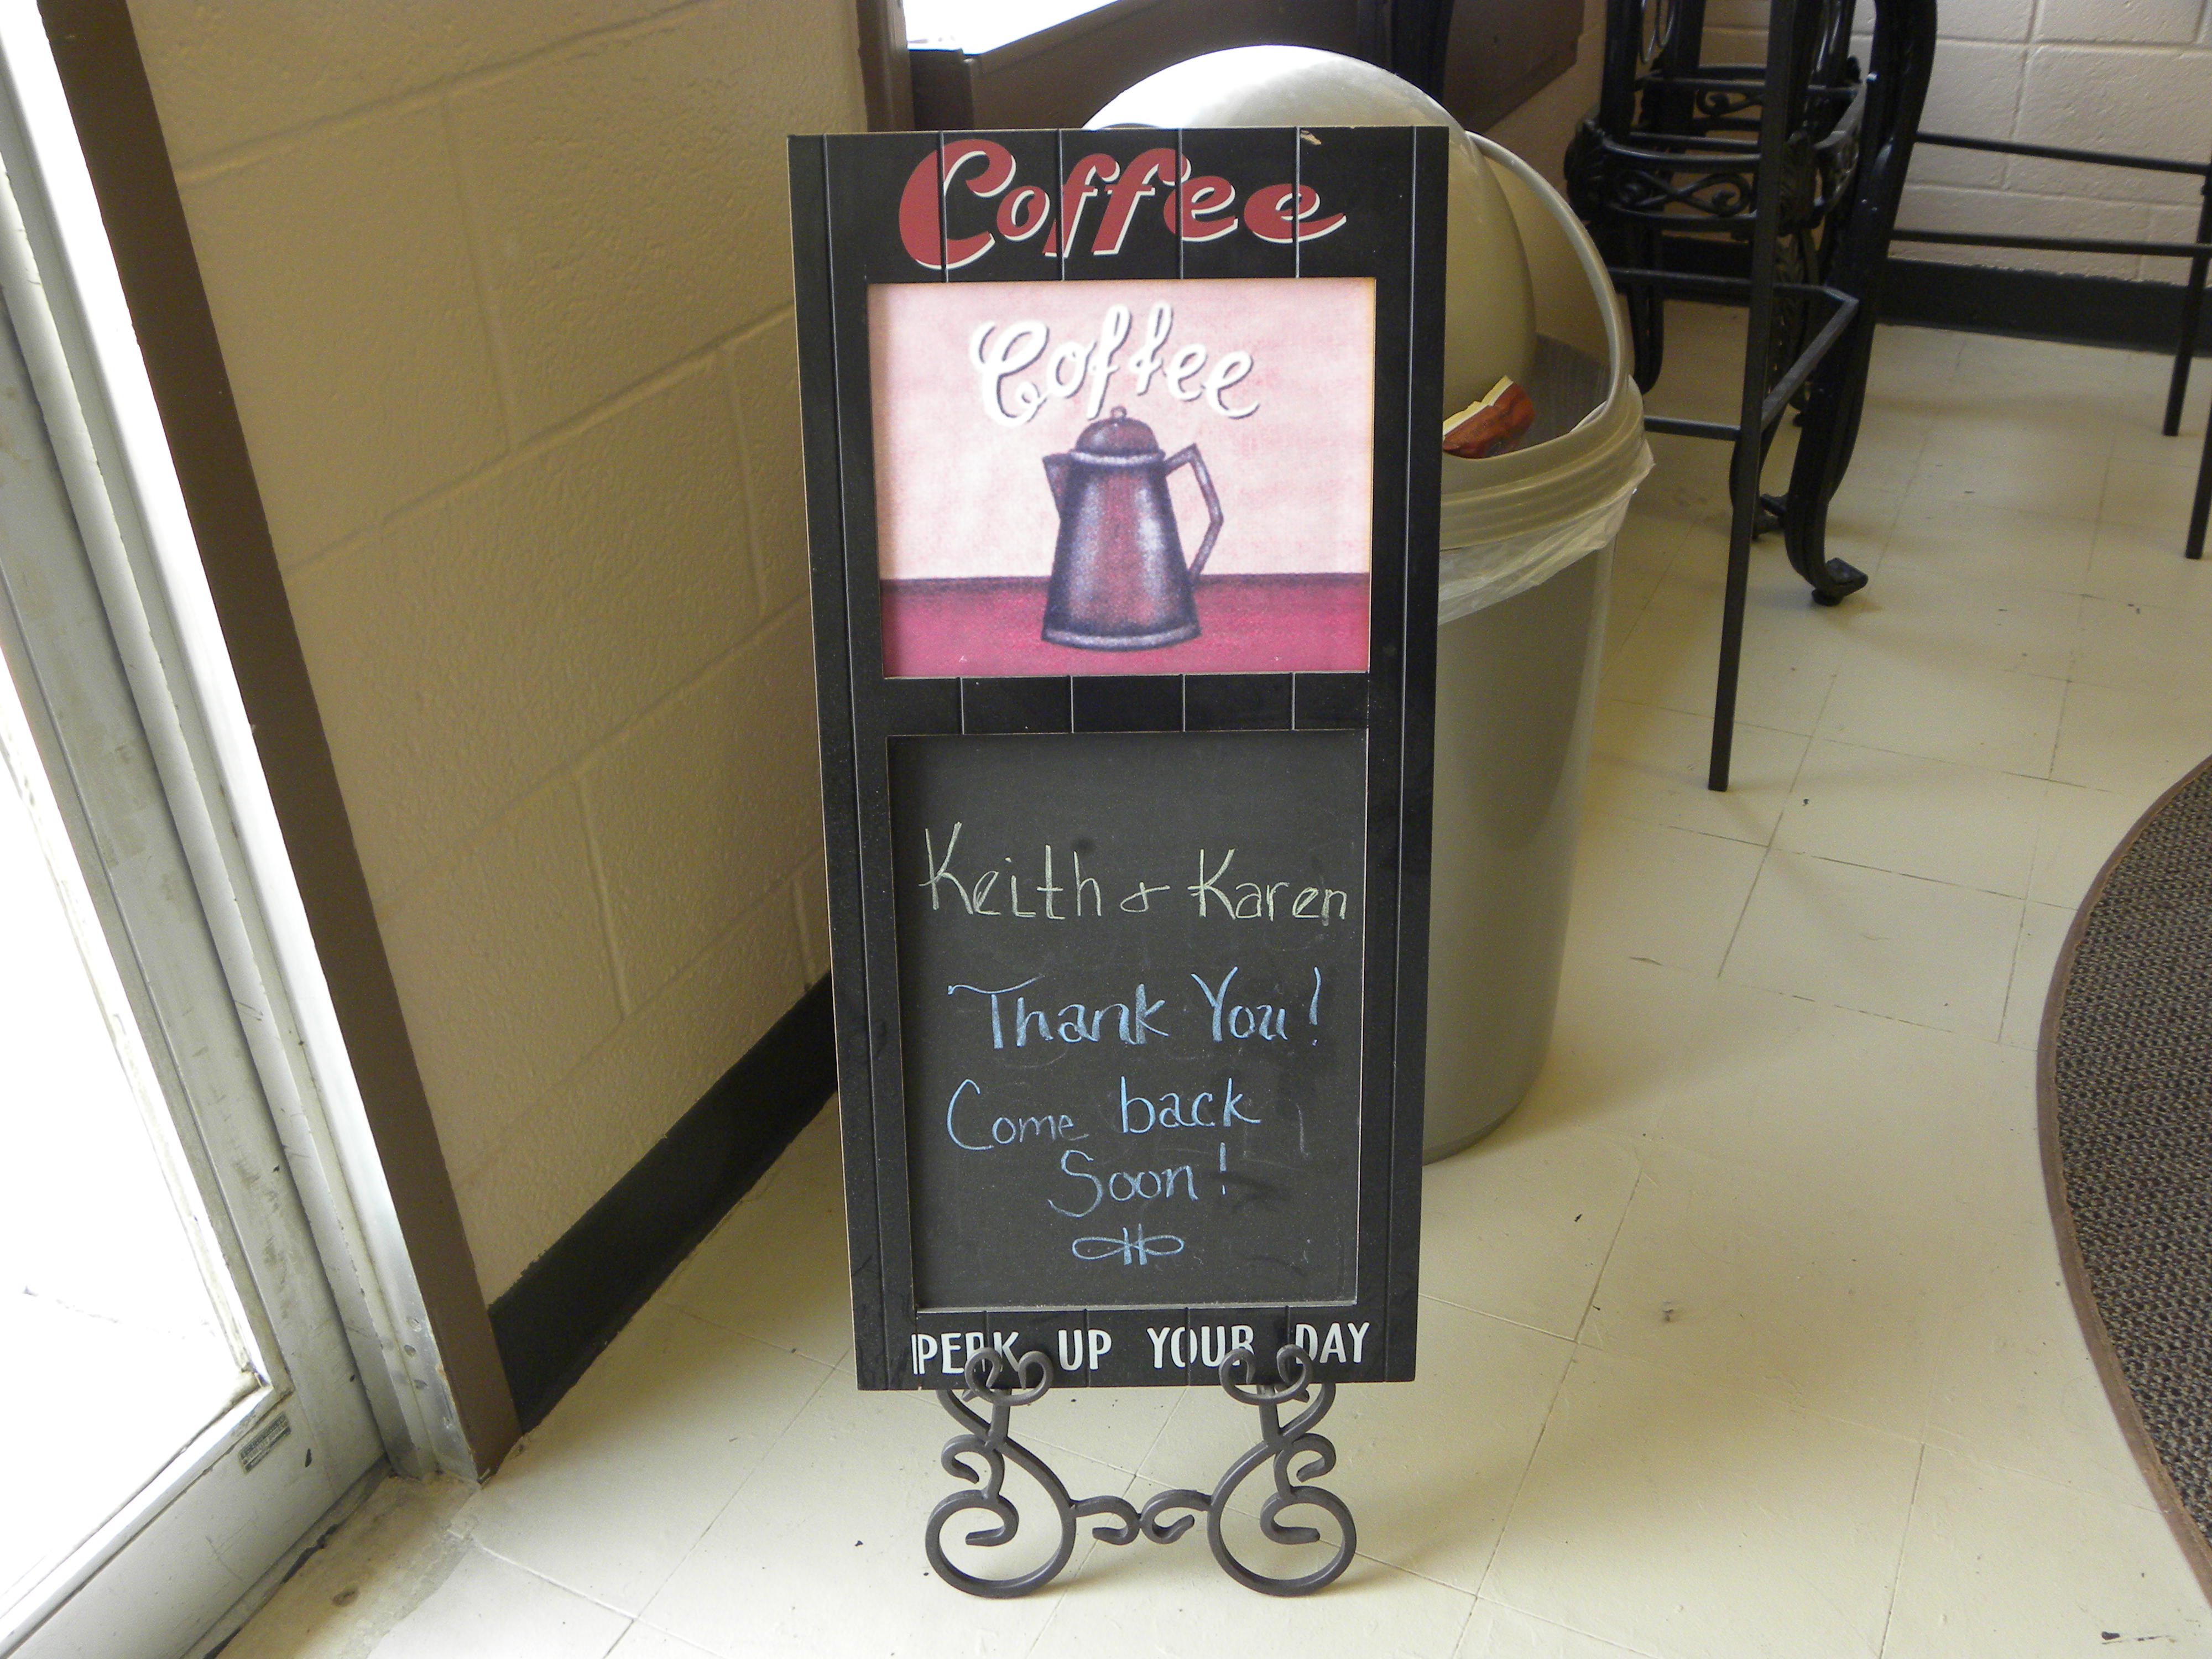 Coffee
Coffee
Keith & Karen
Thank You!
Come back
Soon!
PERK UP YOUR DAY